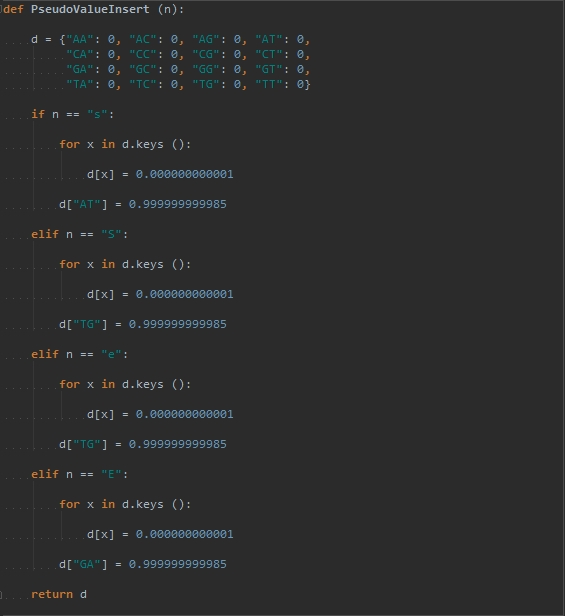 def PseudoValueInsert (n):
d = {"AA": 0, "AC": 0, "AG": 0, "AT": 0,
"CA": 0, "CC": 0, "CG": 0, "CT": 0,
"GA": 0, "GC": 0, "GG": 0, "GT": 0,
"TA": 0, "TC": 0, "TG": 0, "TT": 0}
if n == "s":
for x in d.keys ():
d[x] = 0.000000000001
d["AT"] = 0.999999999985
elif n == "S":
for x in d.keys ():
d[x] = 0.000000000001
d["TG"] = 0.999999999985
elif n == "e":
for x in d.keys ():
d[x] = 0.000000000001
d["TG"] = 0.999999999985
elif n == "E":
for x in d.keys ():
d[x] = 0.000000000001
d["GA"] = 0.999999999985
return d